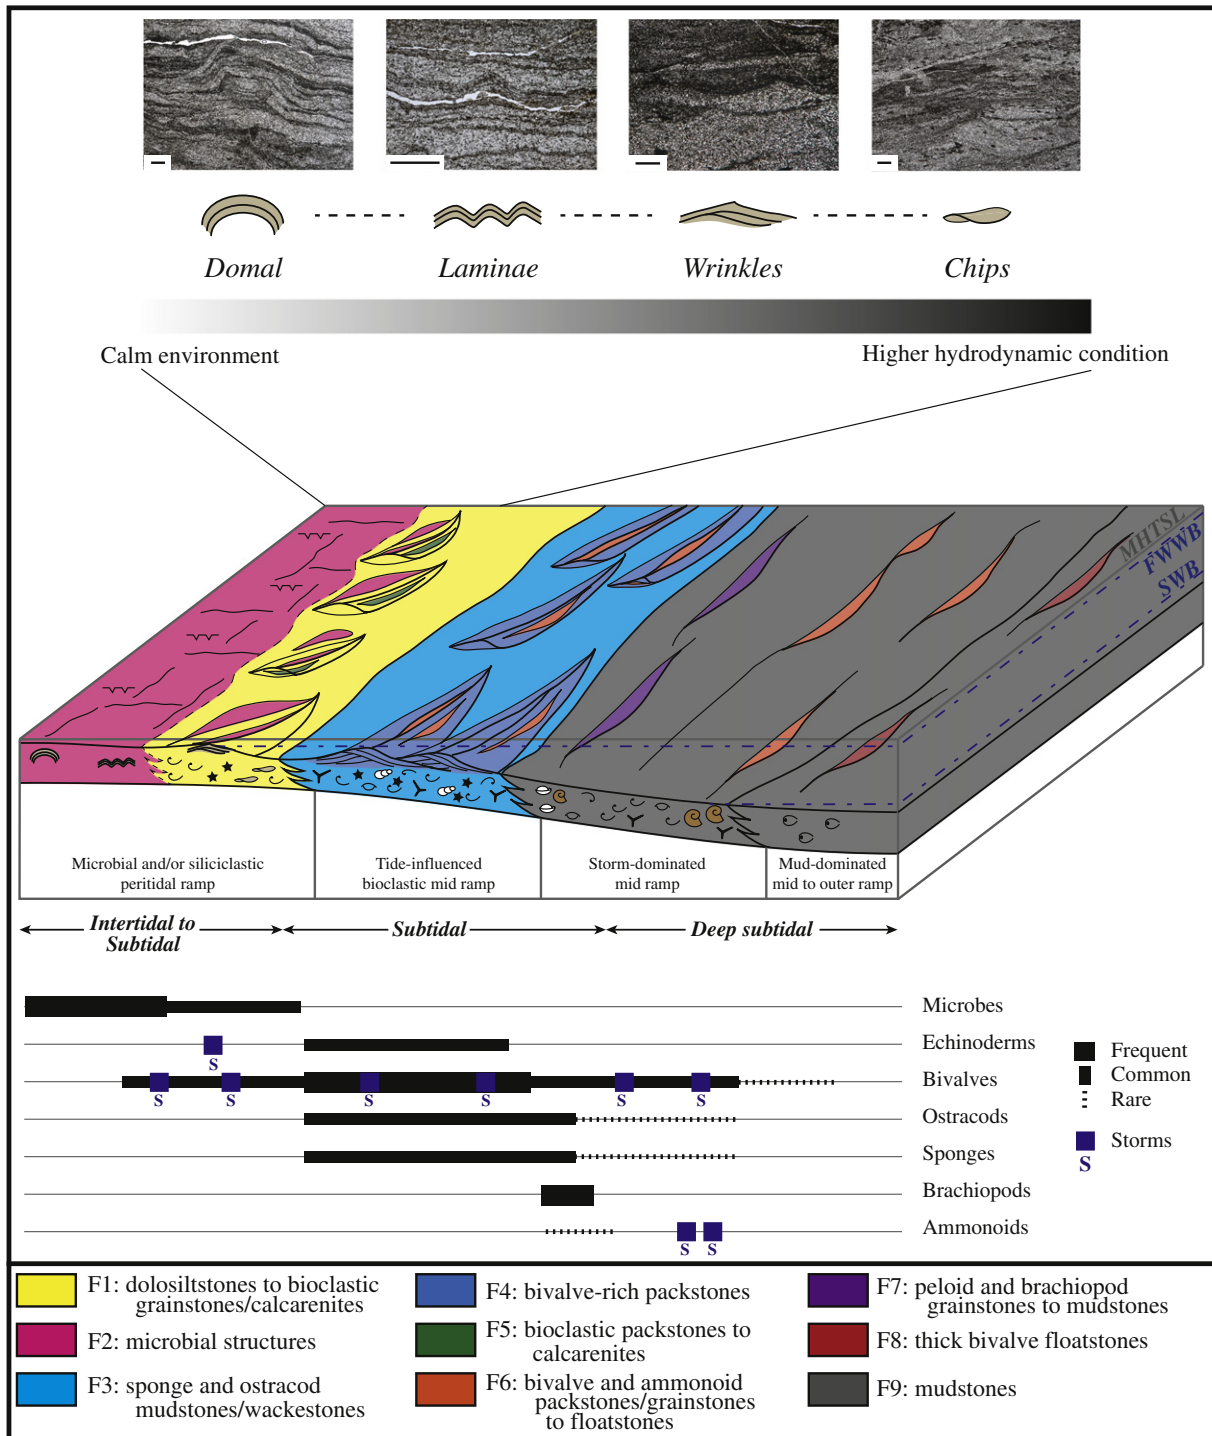 Domal
Laminae
Wrinkles
Chips
Calm environment
Higher hydrodynamic condition
MHTSL
FWWB
SWB
Microbial and/or siliciclastic
peritidal ramp
Tide-influenced
bioclastic mid ramp
Storm-dominated
mid ramp
Mud-dominated
mid to outer ramp
Intertidal to
Subtidal
Subtidal
Deep subtidal
Microbes
Echinoderms
S
Bivalves
S
S
S
S
S
S
Ostracods
Sponges
Brachiopods
Ammonoids
S
S
Frequent
Common
Rare
Storms
S
F1: dolosiltstones to bioclastic
grainstones/calcarenites
F2: microbial structures
F3: sponge and ostracod
mudstones/wackestones
F4: bivalve-rich packstones
F5: bioclastic packstones to
calcarenites
F6: bivalve and ammonoid
packstones/grainstones
to floatstones
F7: peloid and brachiopod
grainstones to mudstones
F8: thick bivalve floatstones
F9: mudstones